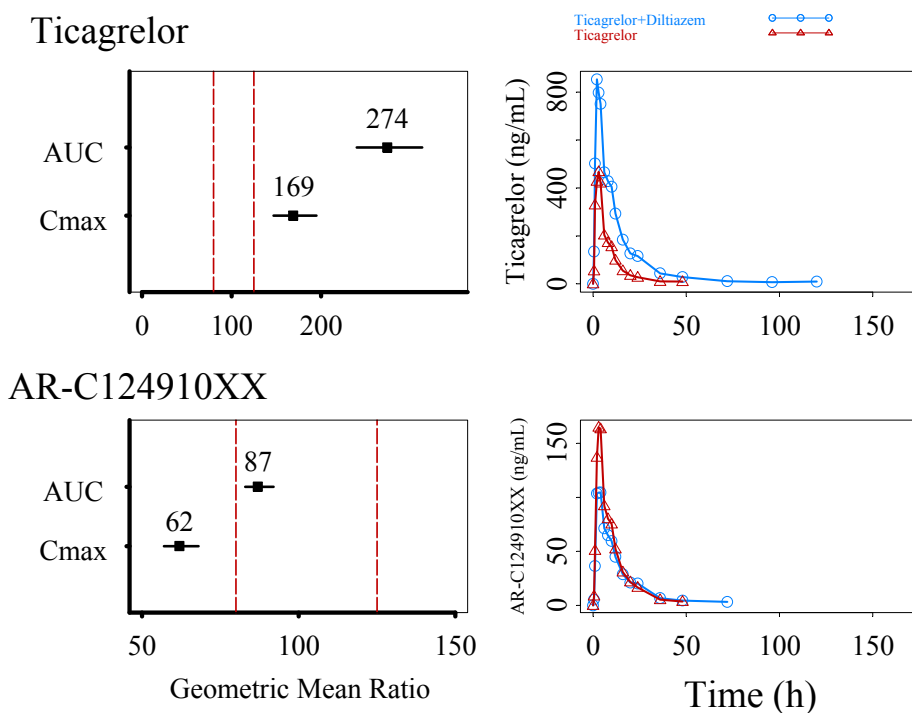 Ticagrelor
Ticagrelor+Diltiazem
Ticagrelor
AUC
Cmax
274
169
0 100 200
Ticagrelor (ng/mL)
0 400 800
0 50 100 150
AR-C124910XX
AUC
Cmax
87
62
50 100 150
Geometric Mean Ratio
AR-C124910XX (ng/mL)
0 50 150
0 50 100 150
Time (h)